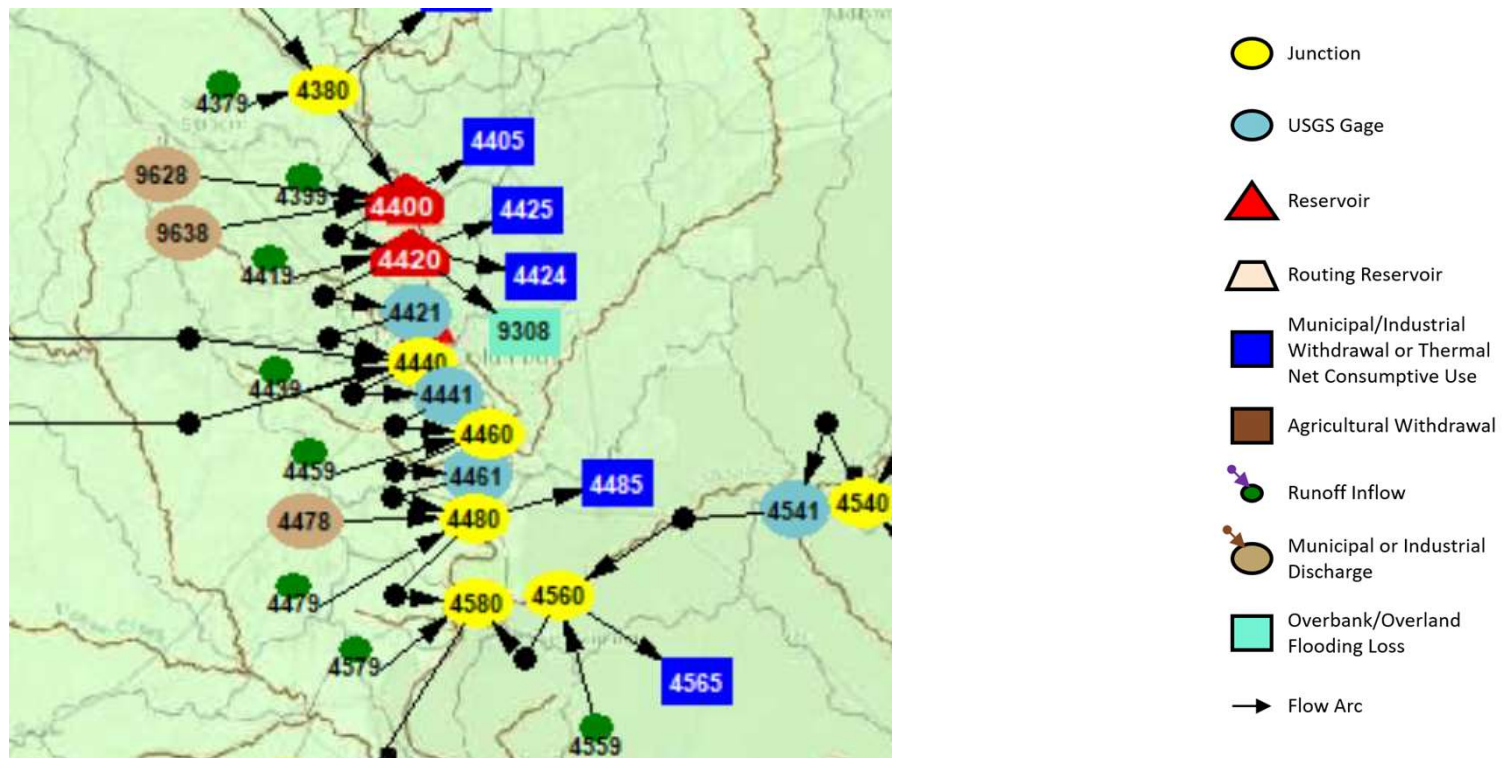 4379
4380
4405
9628
4399
4400
4425
9638
4420
4419
4424
4421
9308
4440
4439
4441
4460
4459
4461
4485
4478
4480
4541
4540
4479
4580
4560
4579
4565
4559
Junction
USGS Gage
Reservoir
Routing Reservoir
Municipal/Industrial
Withdrawal or Thermal
Net Consumptive Use
Agricultural Withdrawal
Runoff Inflow
Municipal or Industrial
Discharge
Overbank/Overland
Flooding Loss
Flow Arc